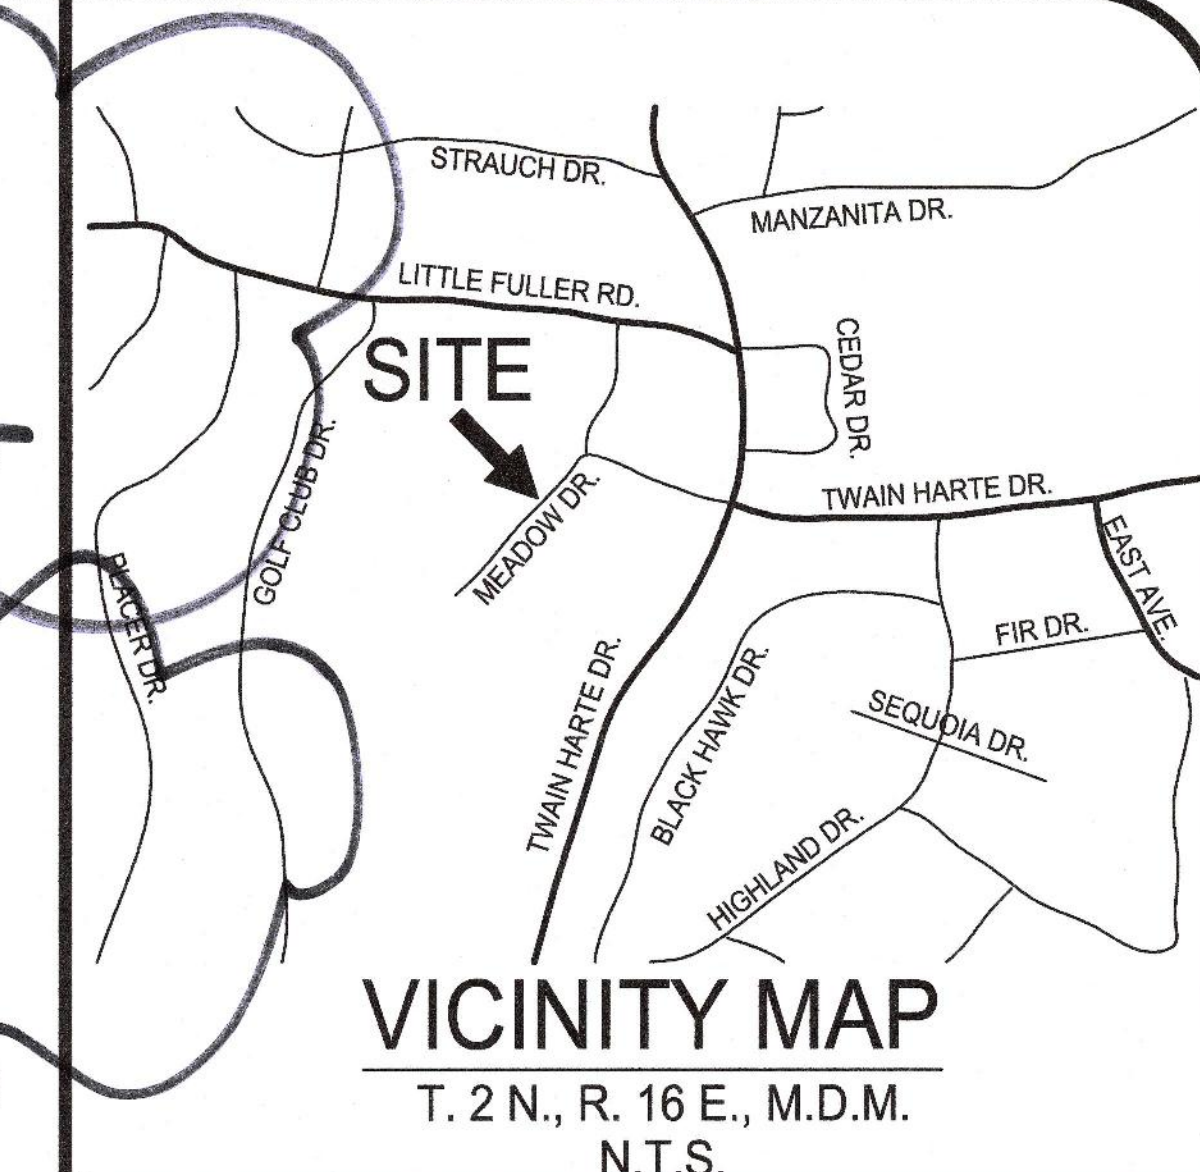 STRAUCH DR.
MANZANITA DR.
LITTLE FULLER RD.
SITE
CEDAR DR.
GOLF CLUB DR.
MEADOW DR.
TWAIN HARTE DR.
EAST AVE.
PLACER DR.
FIR DR.
TWAIN HARTE DR.
BLACK HAWK DR.
SEQUOIA DR.
HIGHLAND DR.
VICINITY MAP
T. 2 N., R. 16 E., M.D.M.
N.T.S.